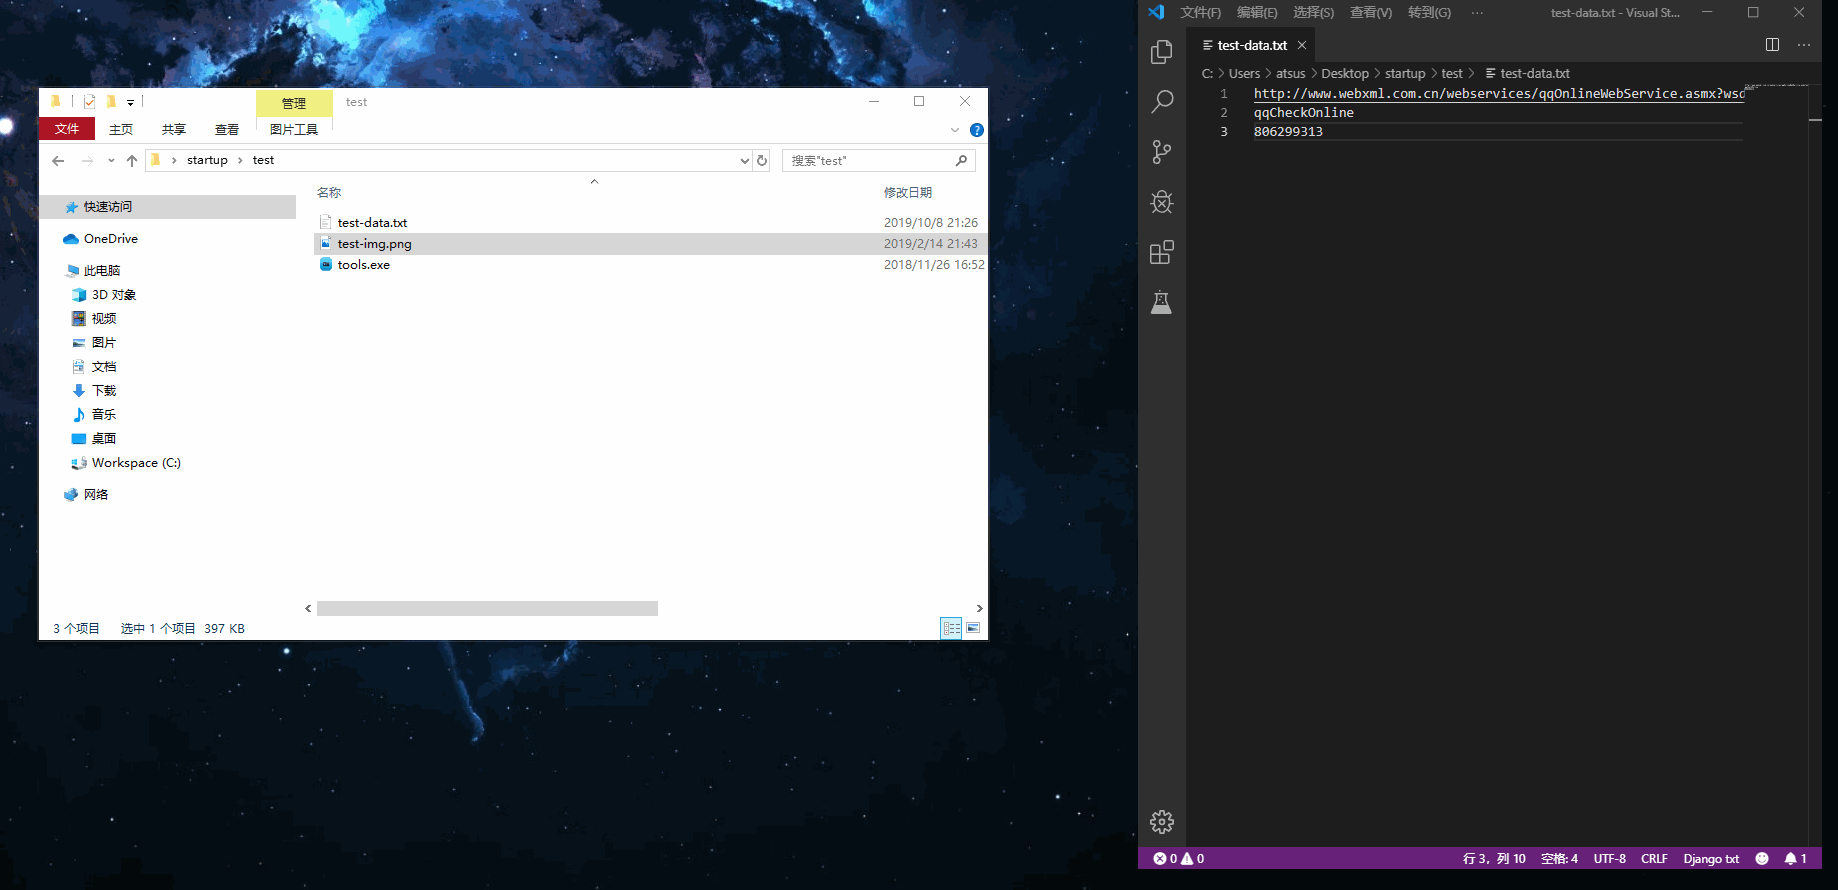 管理
test
文件
主页
共享
查看
图片工具
startup
test
搜索"test"
名称
修改日期
快速访问
test-data.txt
2019/10/8 21:26
OneDrive
test-img.png
2019/2/14 21:43
此电脑
tools.exe
2018/11/26 16:52
3D 对象
视频
图片
文档
下载
音乐
桌面
Workspace (C:)
网络
3 个项目
选中 1 个项目 397 KB
文件(F) 编辑(E) 选择(S) 查看(V) 转到(G) ···
test-data.txt - Visual St...
test-data.txt
C: > Users > atsus > Desktop > startup > test > test-data.txt
1 http://www.webxml.com.cn/webservices/qqOnlineWebService.asmx?wsd
2 qqCheckOnline
3 806299313
0 0
行 3，列 10
空格: 4
UTF-8
CRLF
Django txt
1